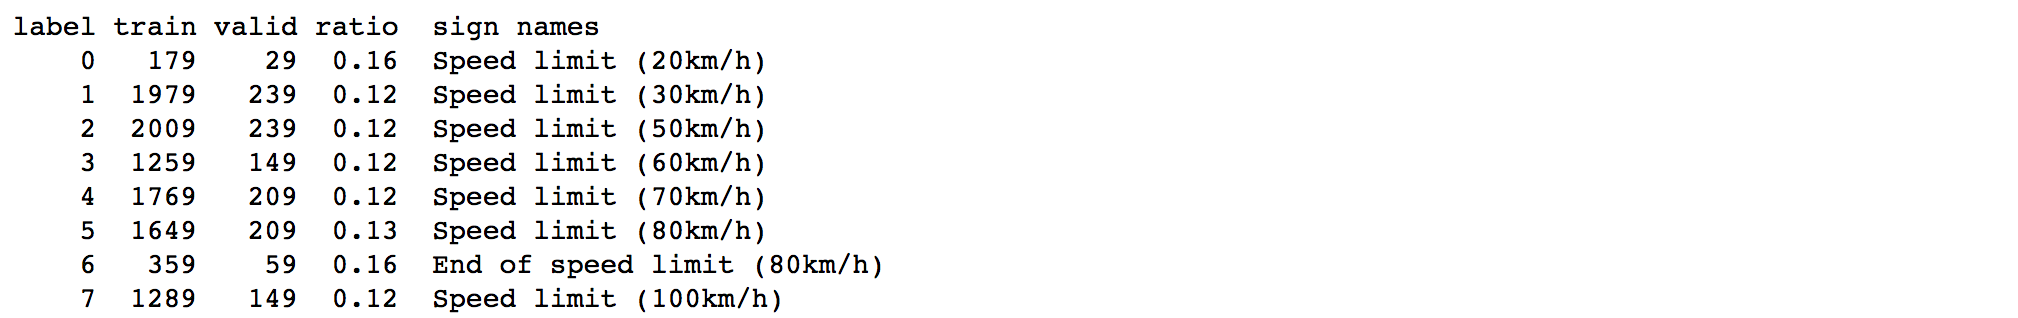 label train valid ratio  sign names
    0   179    29  0.16  Speed limit (20km/h)
    1  1979   239  0.12  Speed limit (30km/h)
    2  2009   239  0.12  Speed limit (50km/h)
    3  1259   149  0.12  Speed limit (60km/h)
    4  1769   209  0.12  Speed limit (70km/h)
    5  1649   209  0.13  Speed limit (80km/h)
    6   359    59  0.16  End of speed limit (80km/h)
    7  1289   149  0.12  Speed limit (100km/h)